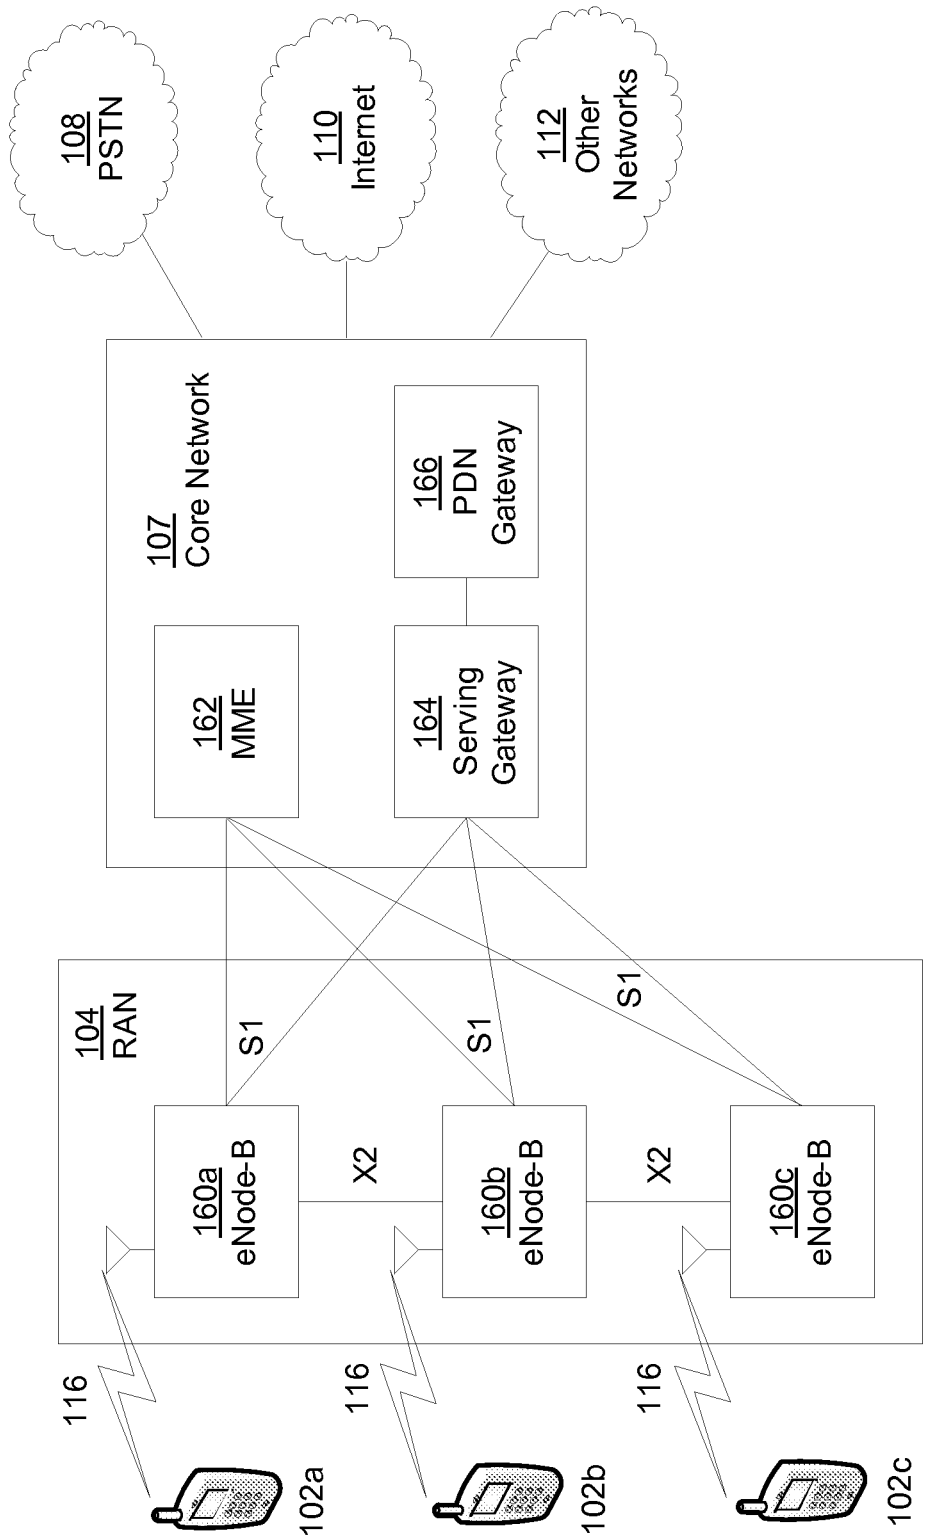 108
PSTN
110
Internet
112
Other
Networks
107
Core Network
166
PDN
Gateway
162
MME
164
Serving
Gateway
104
RAN
S1
S1
S1
160a
eNode-B
X2
160b
eNode-B
X2
160c
eNode-B
116
116
116
102a
102b
102c